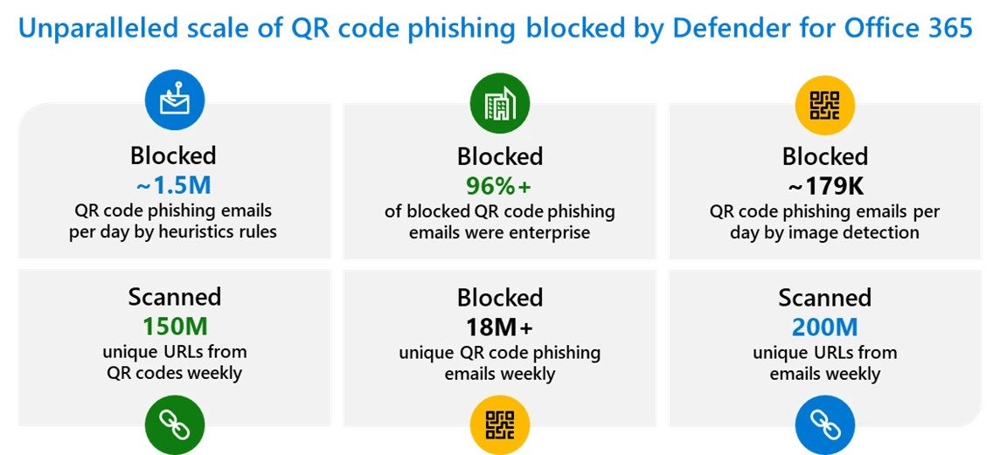 Unparalleled scale of QR code phishing blocked by Defender for Office 365
Blocked
~1.5M
QR code phishing emails
per day by heuristics rules
Blocked
96%+
of blocked QR code phishing
emails were enterprise
Blocked
~179K
QR code phishing emails per
day by image detection
Scanned
150M
unique URLs from
QR codes weekly
Blocked
18M+
unique QR code phishing
emails weekly
Scanned
200M
unique URLs from
emails weekly